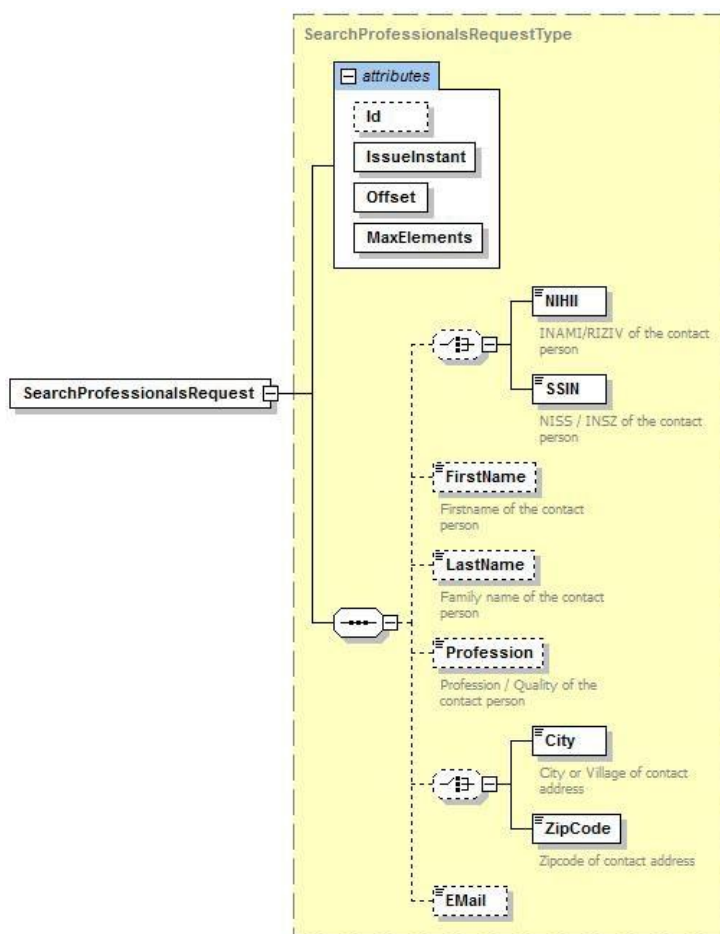 SearchProfessionalsRequestType
attributes
Id
IssueInstant
Offset
MaxElements
NIHII
INAMI/RIZIV of the contact
person
SSIN
NISS / INSZ of the contact
person
SearchProfessionalsRequest
FirstName
Firstname of the contact
person
LastName
Family name of the contact
person
Profession
Profession / Quality of the
contact person
City
City or Village of contact
address
ZipCode
Zipcode of contact address
EMail